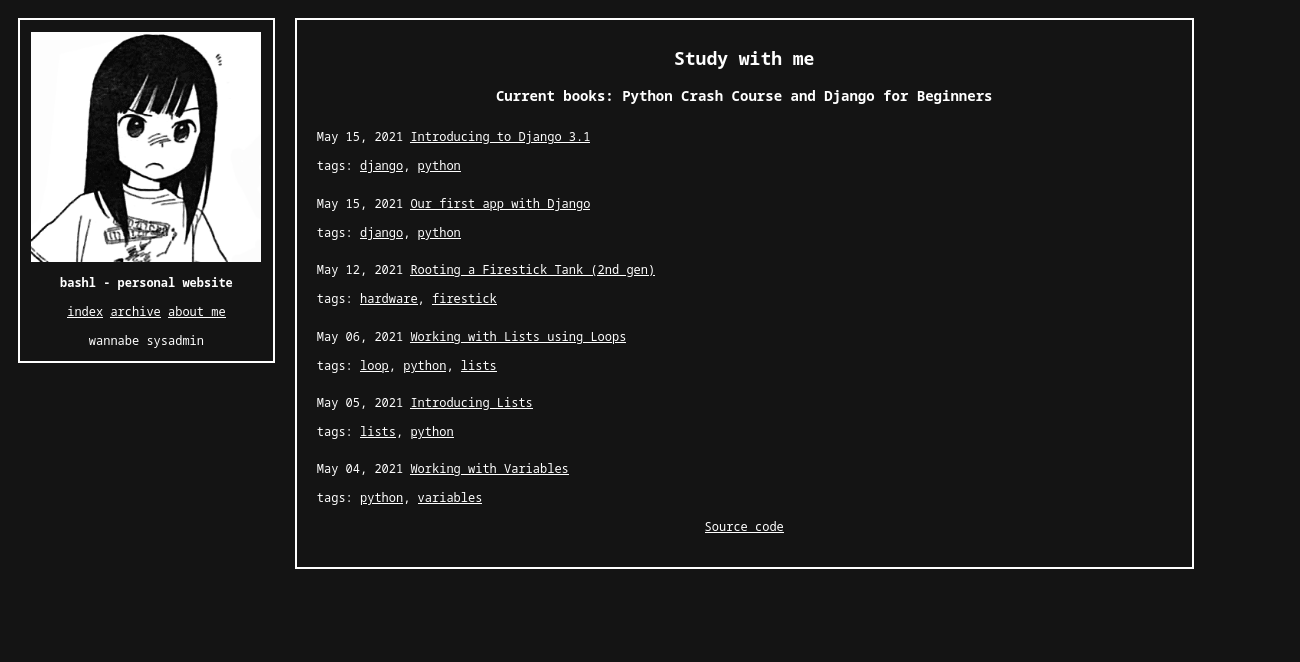 bashl - personal website
index archive about me
wannabe sysadmin
Study with me
Current books: Python Crash Course and Django for Beginners
May 15, 2021 Introducing to Django 3.1
tags: django, python
May 15, 2021 Our first app with Django
tags: django, python
May 12, 2021 Rooting a Firestick Tank (2nd gen)
tags: hardware, firestick
May 06, 2021 Working with Lists using Loops
tags: loop, python, lists
May 05, 2021 Introducing Lists
tags: lists, python
May 04, 2021 Working with Variables
tags: python, variables
Source code